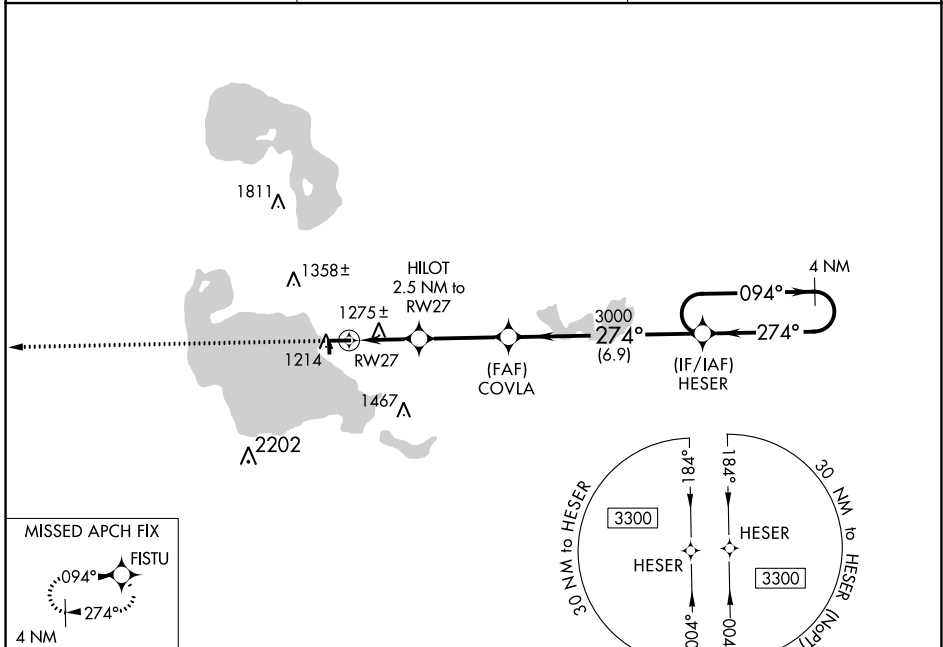 1811
1358±
HILOT
2.5 NM to
RW27
1275±
4 NM
094°
3000
274°
274°
(6.9)
1214
RW27
(FAF)
COVLA
(IF/IAF)
HESER
1467
2202
30 NM to HESER
184°
184°
30 NM to HESER (NoPT)
3300
HESER
HESER
3300
004°
004
MISSED APCH FIX
FISTU
094°
274°
4 NM